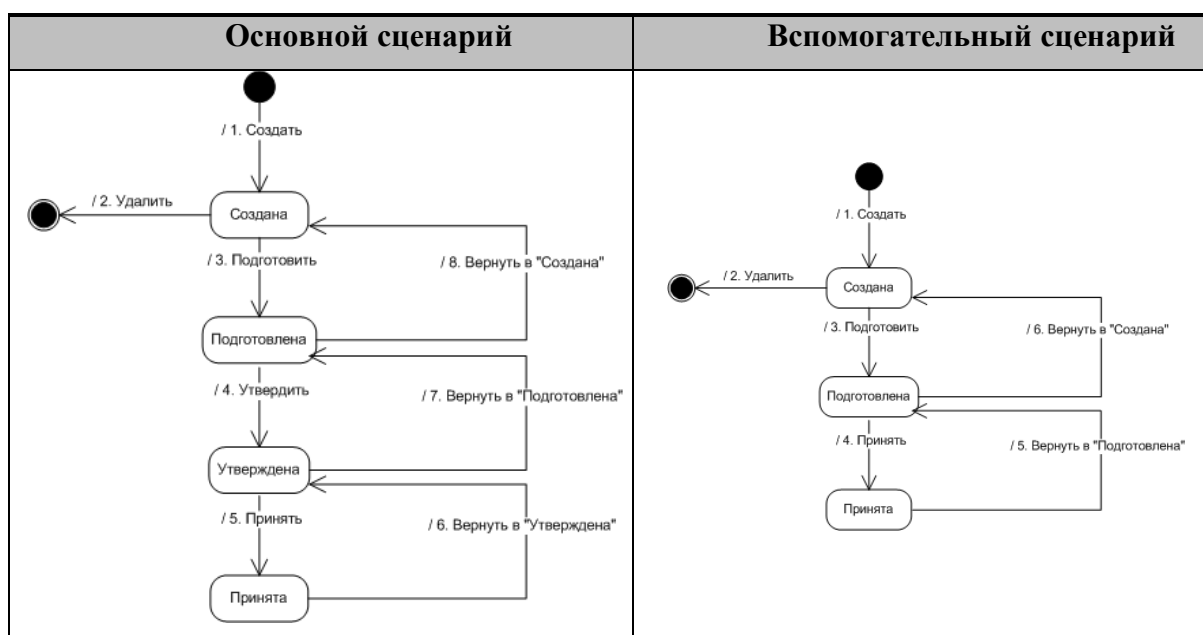 Основной сценарий
/ 1. Создать
/ 2. Удалить
Создана
/ 3. Подготовить
/ 8. Вернуть в "Создана"
Подготовлена
/ 4. Утвердить
/ 7. Вернуть в "Подготовлена"
Утверждена
/ 5. Принять
/ 6. Вернуть в "Утверждена"
Принята
Вспомогательный сценарий
/ 1. Создать
/ 2. Удалить
Создана
/ 3. Подготовить
/ 6. Вернуть в "Создана"
Подготовлена
/ 4. Принять
/ 5. Вернуть в "Подготовлена"
Принята